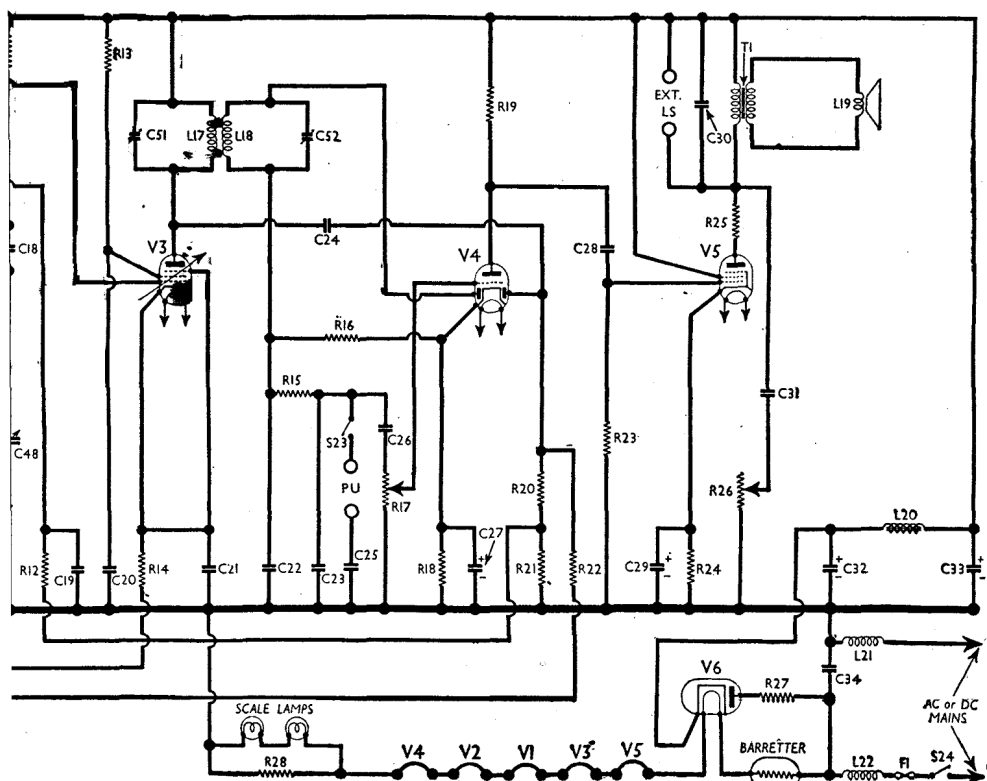 R13
T1
R19
EXT.
LS
L19
C51
L17
L18
C52
C30
R25
C18
V3
C24
V4
C28
V5
R16
R15
C31
C48
S23
C26
R23
PU
R17
R20
R26
L20
R12
C19
C20
R14
C21
C22
C23
C25
R18
C27
R21
R22
C29
R24
C32
C33
L21
V6
R27
C34
AC or DC
MAINS
SCALE LAMPS
R28
V4
V2
V1
V3
V5
BARRETTER
L22
F1
S24